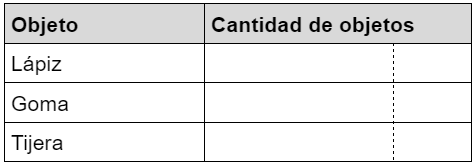 Objeto Cantidad de objetos
Lápiz
Goma
Tijera